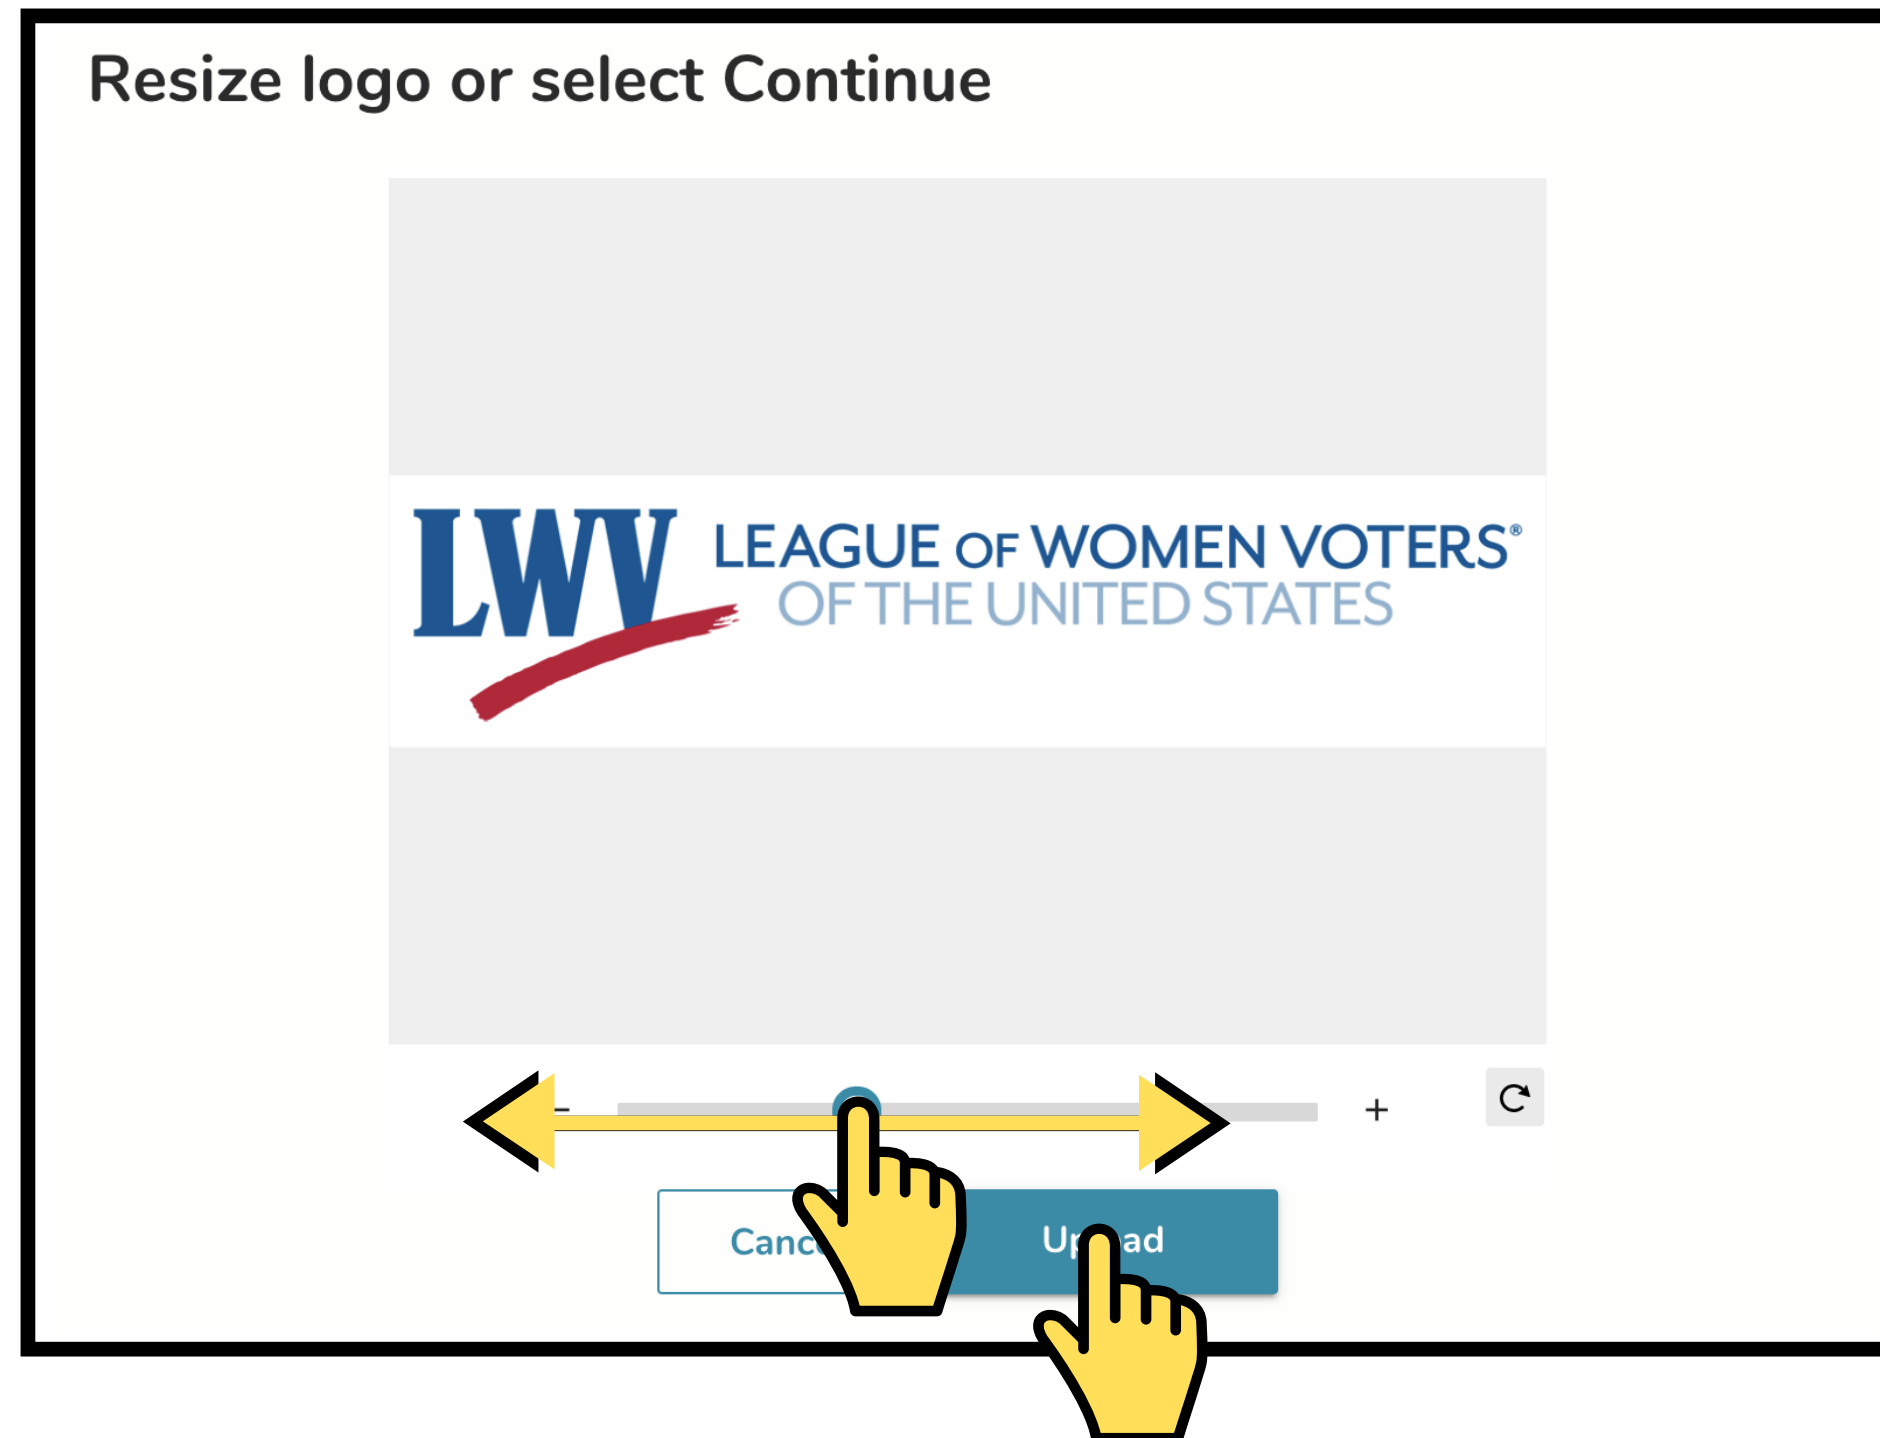 Resize logo or select Continue
LWV
LEAGUE OF WOMEN VOTERS®
OF THE UNITED STATES
- +